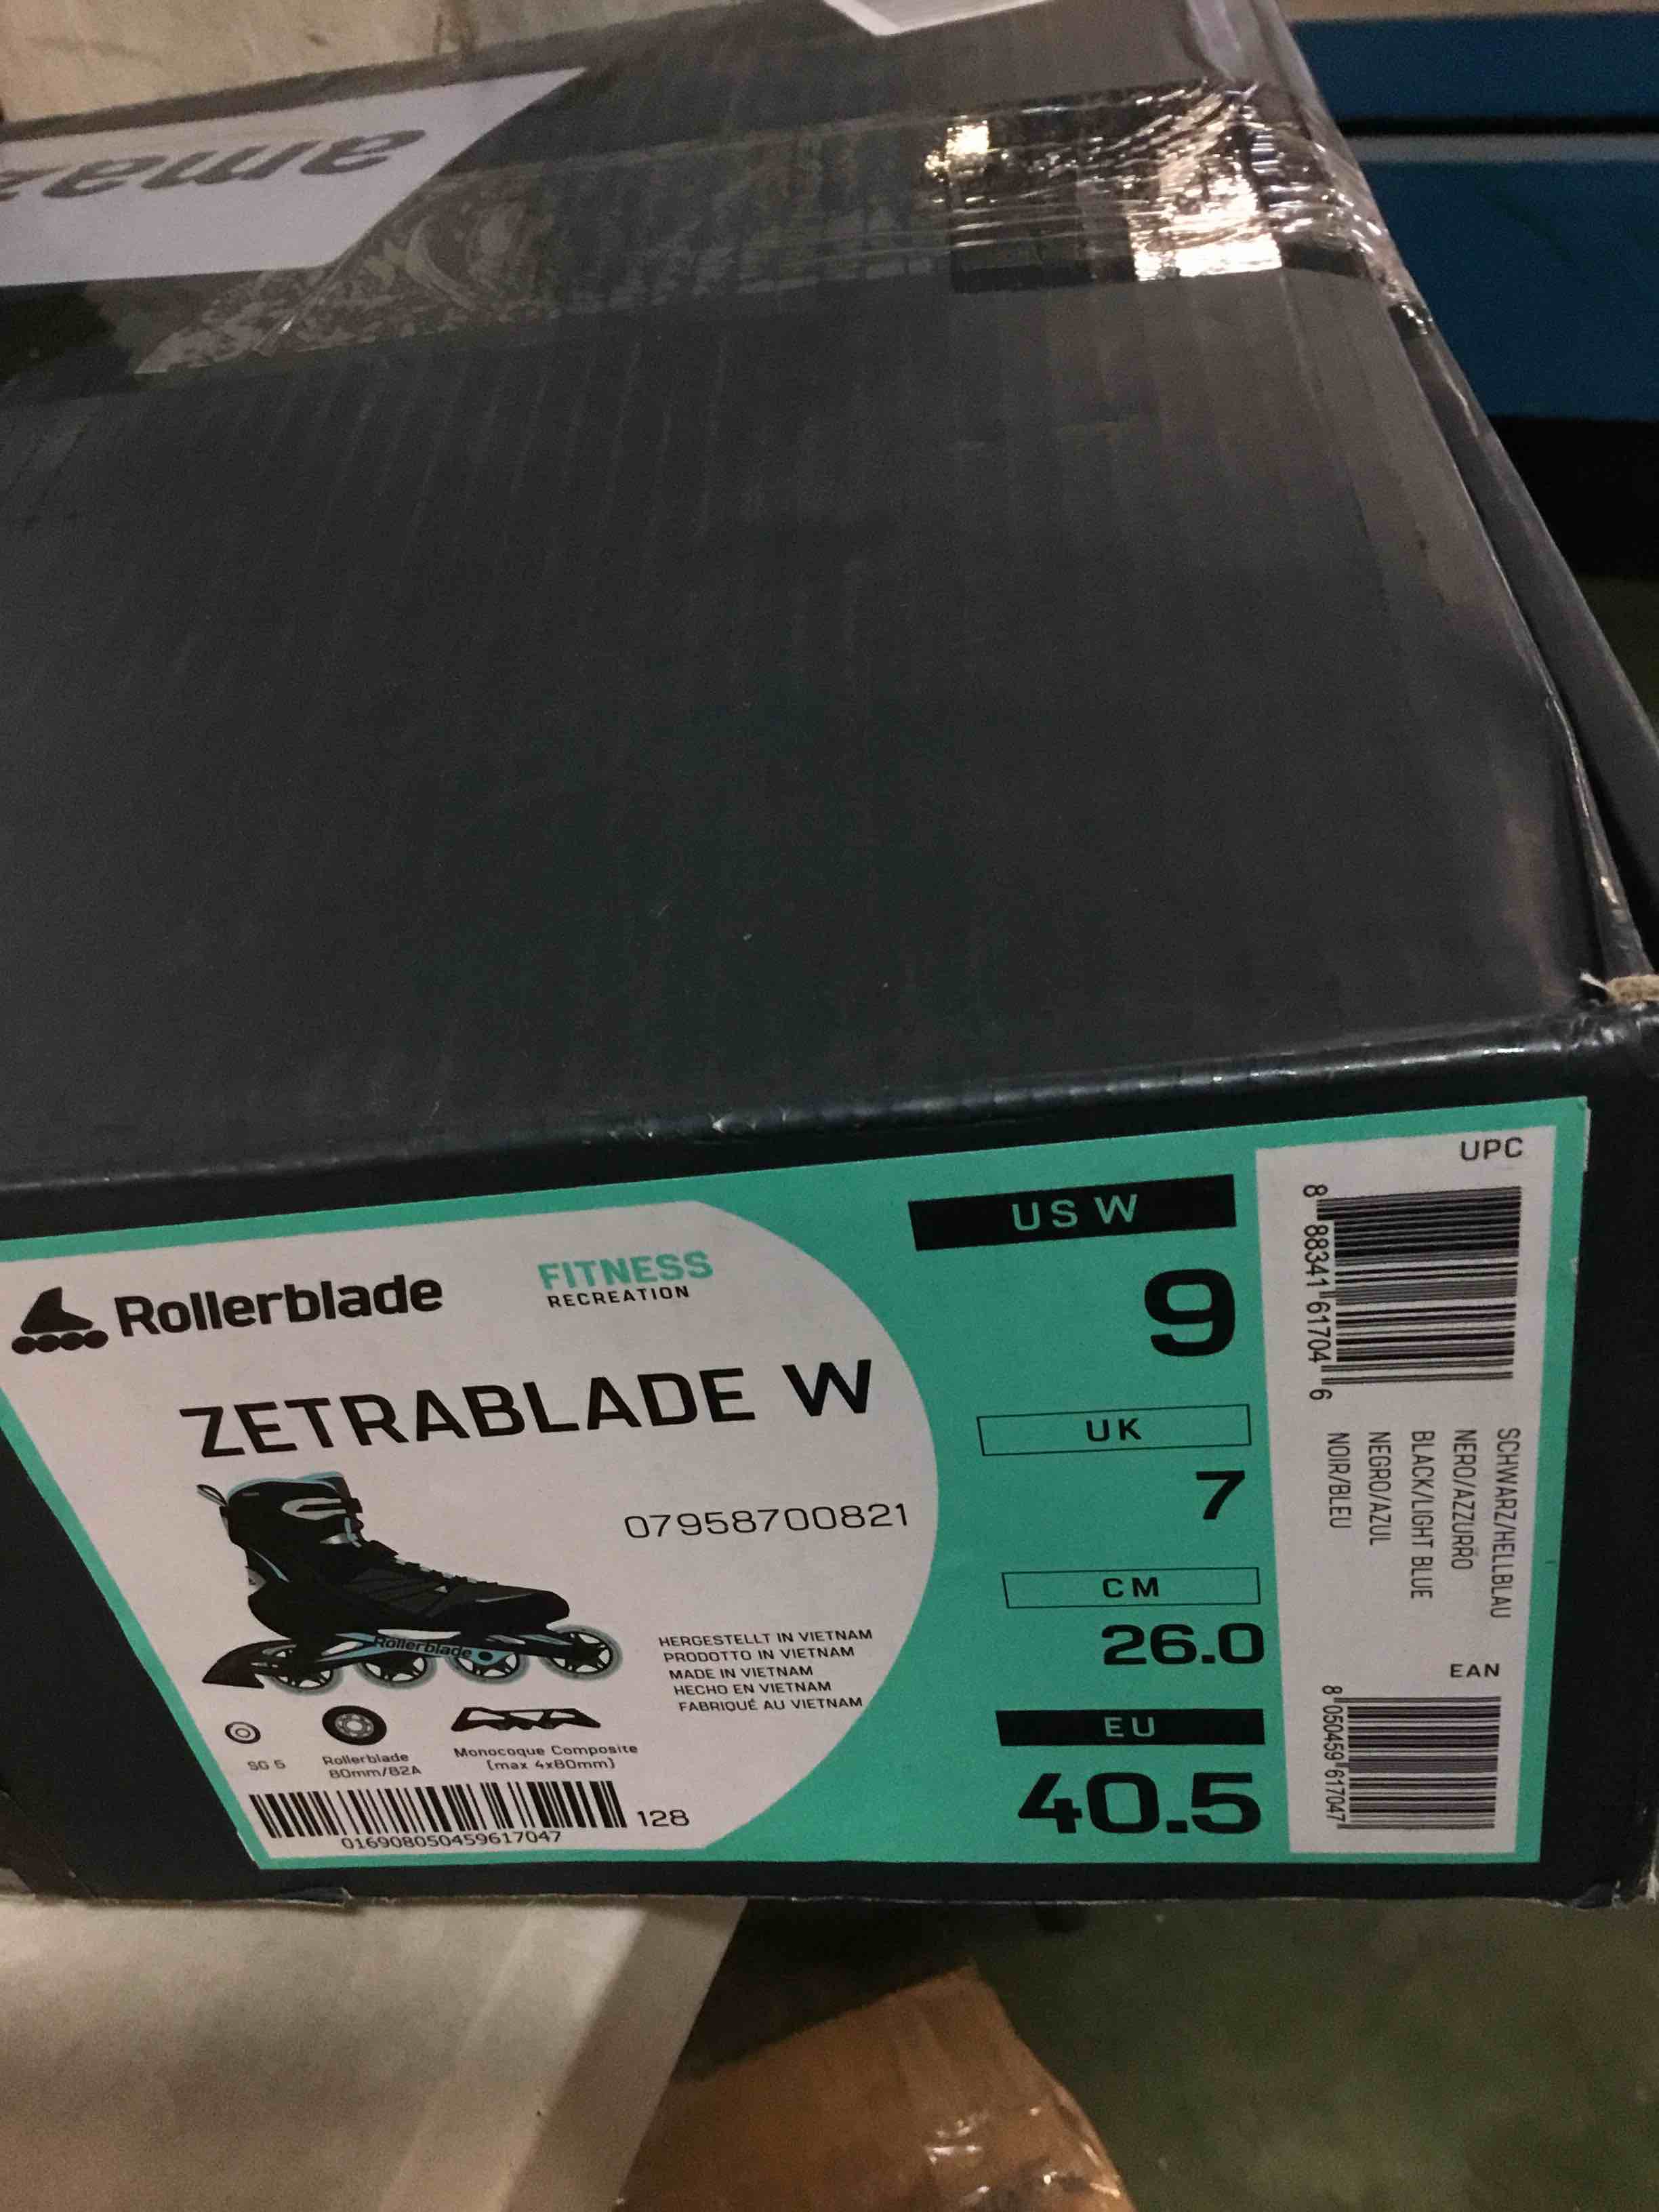 amaz
Rollerblade
FITNESS
RECREATION
ZETRABLADE W
07958700821
Rollerblade
HERGESTELLT IN VIETNAM
PRODOTTO IN VIETNAM
MADE IN VIETNAM
HECHO EN VIETNAM
FABRIQUÉ AU VIETNAM
SG 5
Rollerblade
80mm/82A
Monocoque Composite
(max 4x80mm)
016908050459617047
128
US W
9
UK
7
CM
26.0
EU
40.5
UPC
8 88341 61704 6
SCHWARZ/HELLBLAU
NERO/AZZURRO
BLACK/LIGHT BLUE
NEGRO/AZUL
NOIR/BLEU
EAN
8 050459 617047